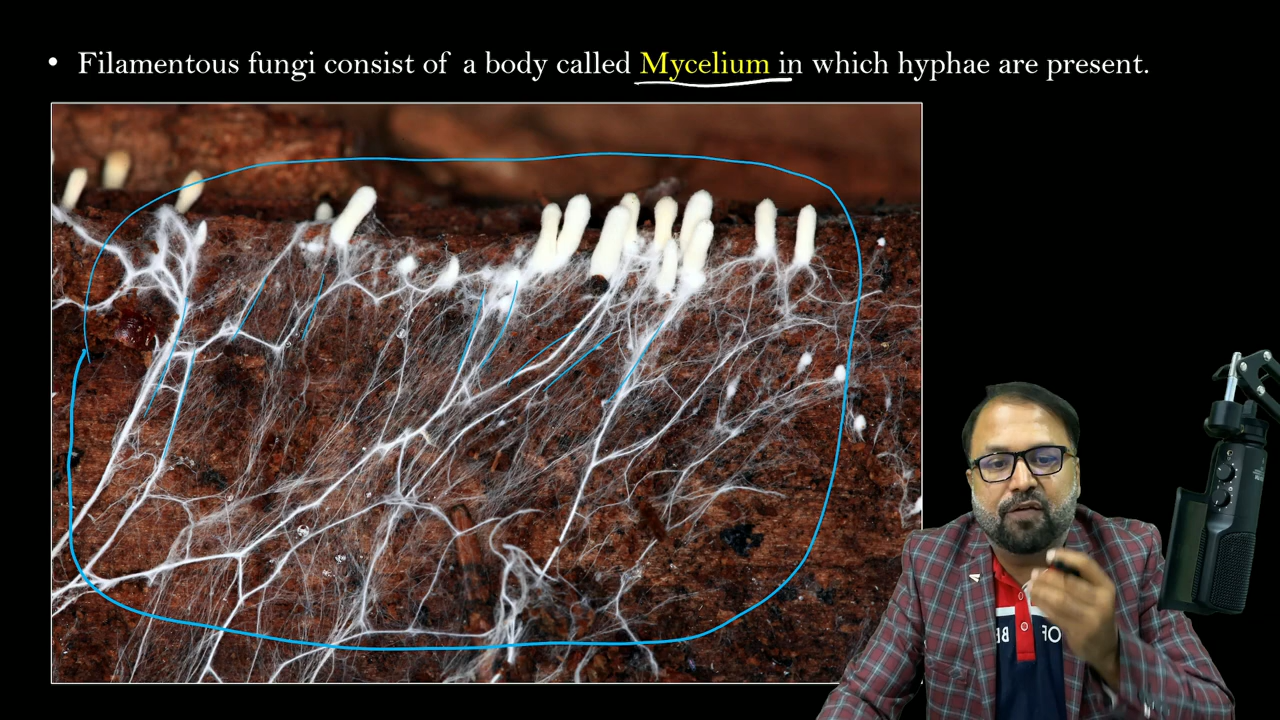 • Filamentous fungi consist of a body called Mycelium in which hyphae are present.